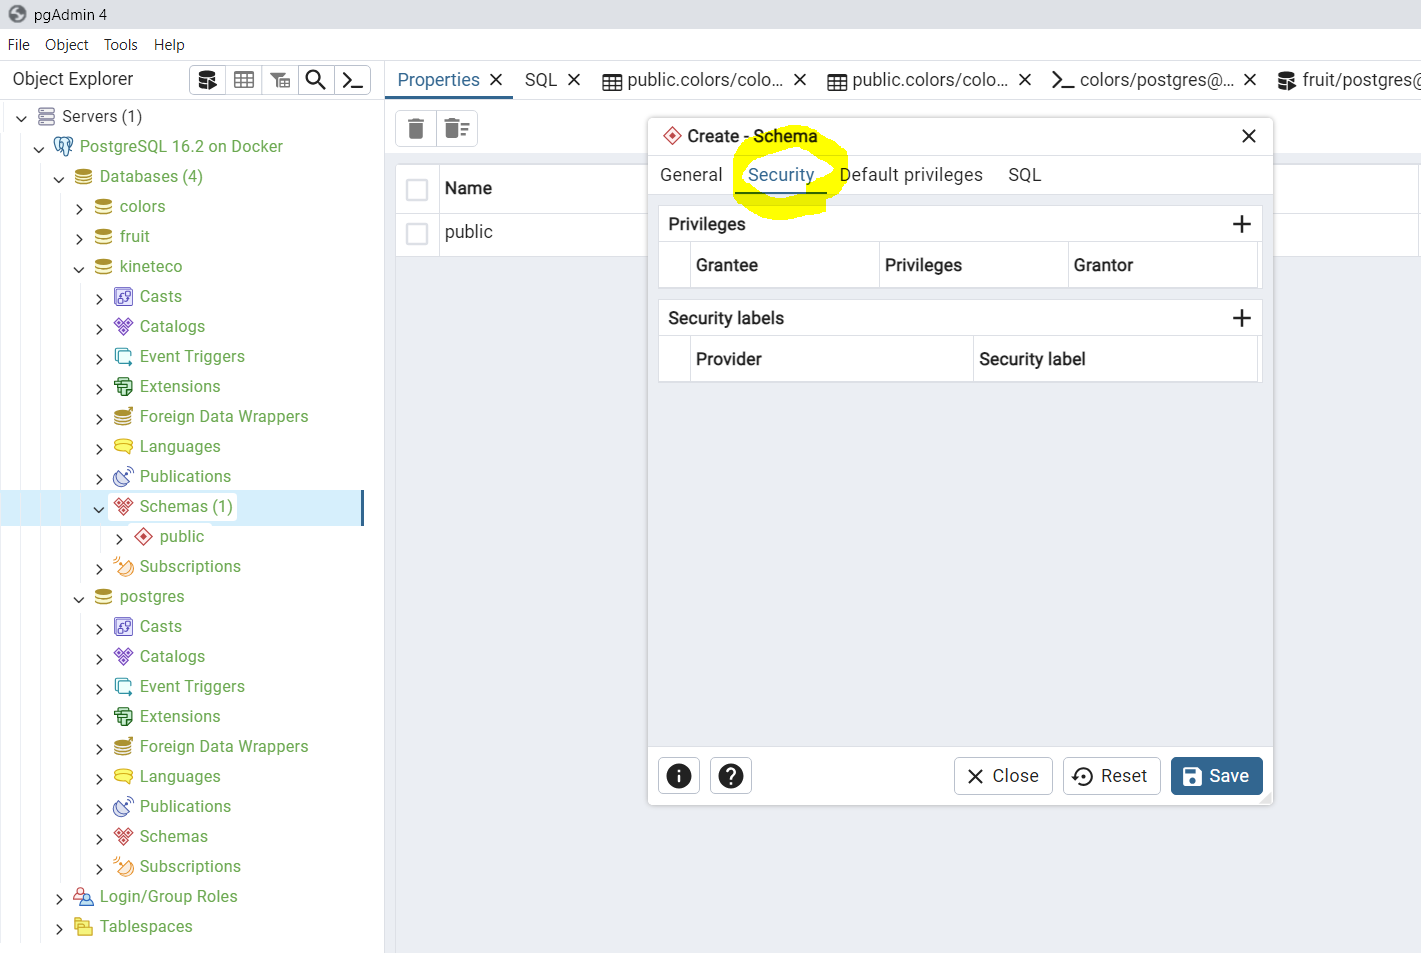 pgAdmin 4
File Object Tools Help
Object Explorer
Properties SQL public.colors/colo... public.colors/colo... colors/postgres@... fruit/postgres@
Servers (1)
PostgreSQL 16.2 on Docker
Databases (4)
colors
fruit
kineteco
Casts
Catalogs
Event Triggers
Extensions
Foreign Data Wrappers
Languages
Publications
Schemas (1)
public
Subscriptions
postgres
Casts
Catalogs
Event Triggers
Extensions
Foreign Data Wrappers
Languages
Publications
Schemas
Subscriptions
Login/Group Roles
Tablespaces
Name
public
Create - Schema
General Security Default privileges SQL
Privileges
Grantee Privileges Grantor
Security labels
Provider Security label
Close Reset Save